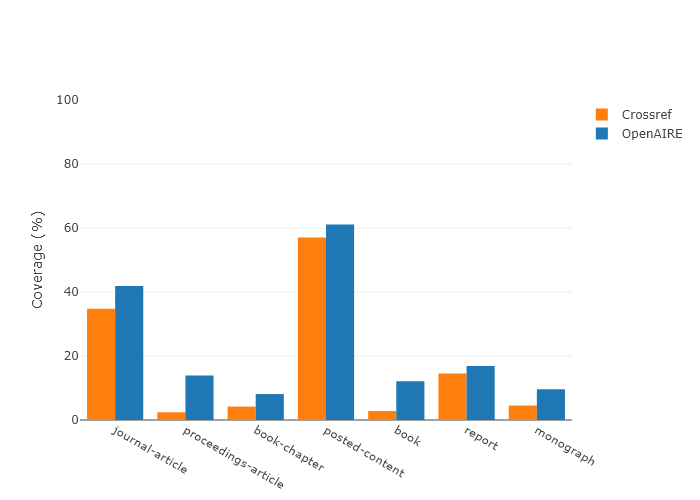 100
80
60
40
20
0
Coverage (%)
Crossref
OpenAIRE
journal-article
proceedings-article
book-chapter
posted-content
book
report
monograph